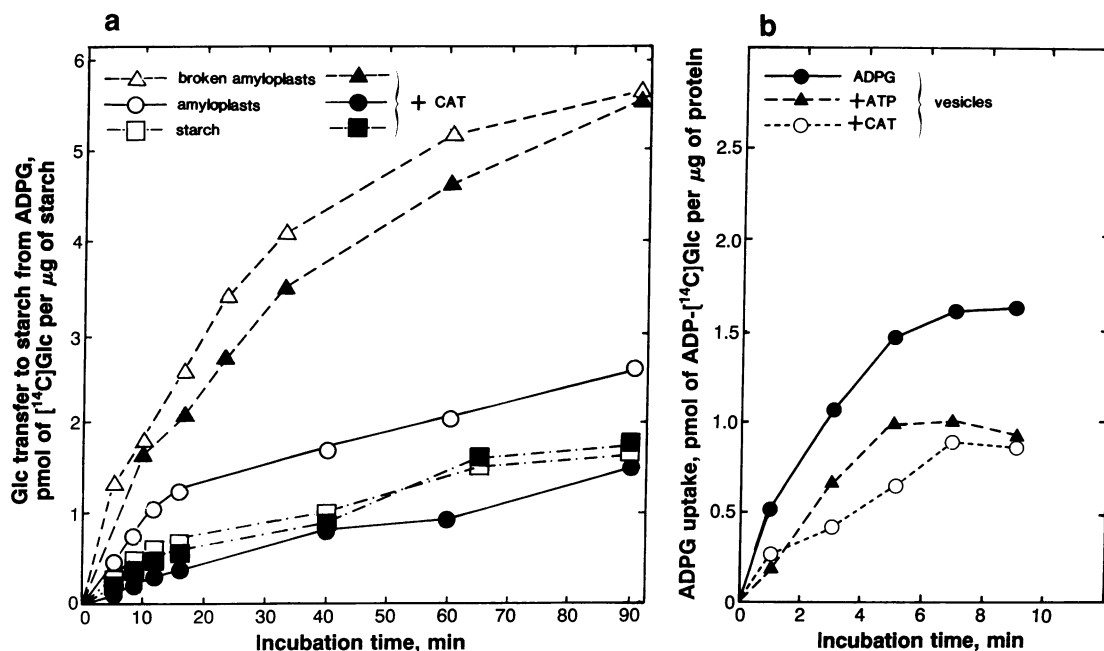 a
Glc transfer to starch from ADPG,
pmol of [¹⁴C]Glc per μg of starch
6
5
4
3
2
1
0
broken amyloplasts
amyloplasts
starch
+ CAT
0 10 20 30 40 50 60 70 80 90
Incubation time, min
b
ADPG uptake, pmol of ADP-[¹⁴C]Glc per μg of protein
2.5
2.0
1.5
1.0
0.5
0
ADPG
+ATP
+CAT
vesicles
0 2 4 6 8 10
Incubation time, min